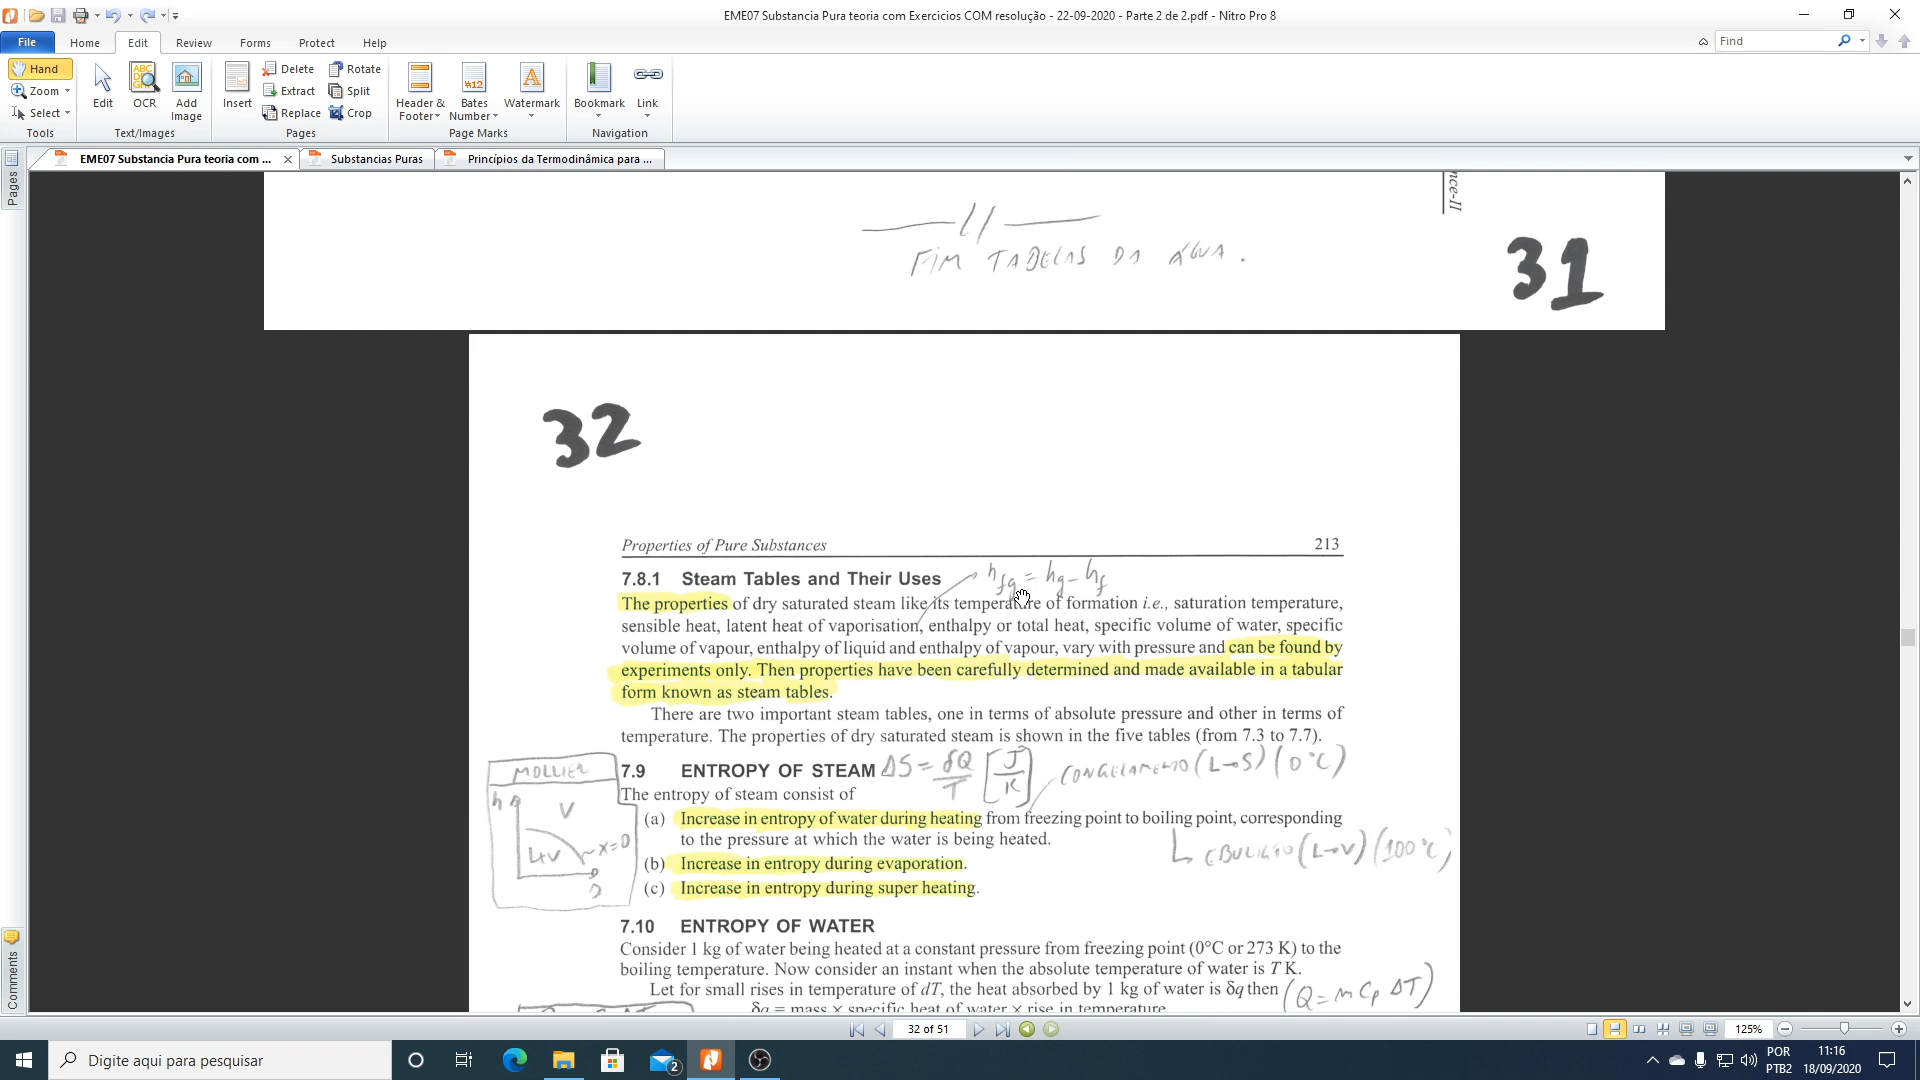 EME07 Substancia Pura teoria com Exercicios COM resolução - 22-09-2020 - Parte 2 de 2.pdf - Nitro Pro 8
File Home Edit Review Forms Protect Help Find
Hand Zoom Select Tools
Edit OCR Add Image Text/Images
Insert Delete Extract Replace Rotate Split Crop Pages
Header & Footer Bates Number Watermark Page Marks
Bookmark Link Navigation
EME07 Substancia Pura teoria com ... Substancias Puras Princípios da Termodinâmica para ...
Pages
nce-II
FIM TABELAS DA ÁGUA.
31
32
Properties of Pure Substances 213
7.8.1 Steam Tables and Their Uses hfg = hg - hf
The properties of dry saturated steam like its temperature of formation i.e., saturation temperature,
sensible heat, latent heat of vaporisation, enthalpy or total heat, specific volume of water, specific
volume of vapour, enthalpy of liquid and enthalpy of vapour, vary with pressure and can be found by
experiments only. Then properties have been carefully determined and made available in a tabular
form known as steam tables.
There are two important steam tables, one in terms of absolute pressure and other in terms of
temperature. The properties of dry saturated steam is shown in the five tables (from 7.3 to 7.7).
MOLLIER
h V
L+V x=0
7.9 ENTROPY OF STEAM ΔS = δQ/T [J/K] CONGELAMENTO (L→S) (0°C)
The entropy of steam consist of
(a) Increase in entropy of water during heating from freezing point to boiling point, corresponding
to the pressure at which the water is being heated.
EBULIÇÃO (L→V) (100°C)
(b) Increase in entropy during evaporation.
(c) Increase in entropy during super heating.
7.10 ENTROPY OF WATER
Consider 1 kg of water being heated at a constant pressure from freezing point (0°C or 273 K) to the
boiling temperature. Now consider an instant when the absolute temperature of water is T K.
Let for small rises in temperature of dT, the heat absorbed by 1 kg of water is δq then (Q = m Cp ΔT)
δq = mass × specific heat of water × rise in temperature
Comments
32 of 51
125%
Digite aqui para pesquisar
2
POR
PTB2
11:16
18/09/2020